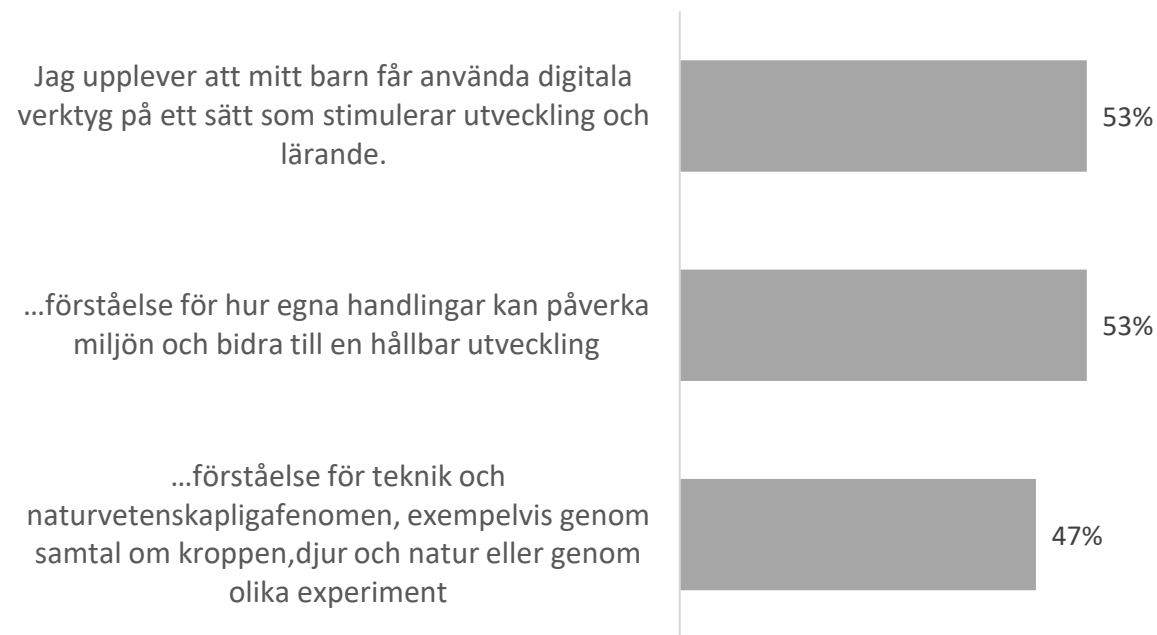 Jag upplever att mitt barn får använda digitala
verktyg på ett sätt som stimulerar utveckling och
lärande.
53%
...förståelse för hur egna handlingar kan påverka
miljön och bidra till en hållbar utveckling
53%
...förståelse för teknik och
naturvetenskapligafenomen, exempelvis genom
samtal om kroppen,djur och natur eller genom
olika experiment
47%